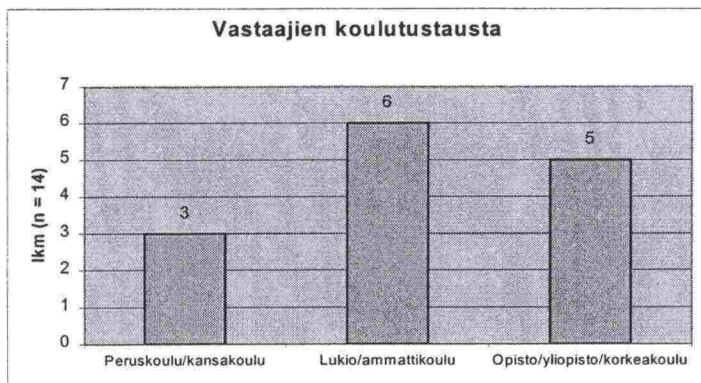 Vastaajien koulutustausta
lkm (n = 14)
7
6
5
4
3
2
1
0
3
6
5
Peruskoulu/kansakoulu
Lukio/ammattikoulu
Opisto/yliopisto/korkeakoulu